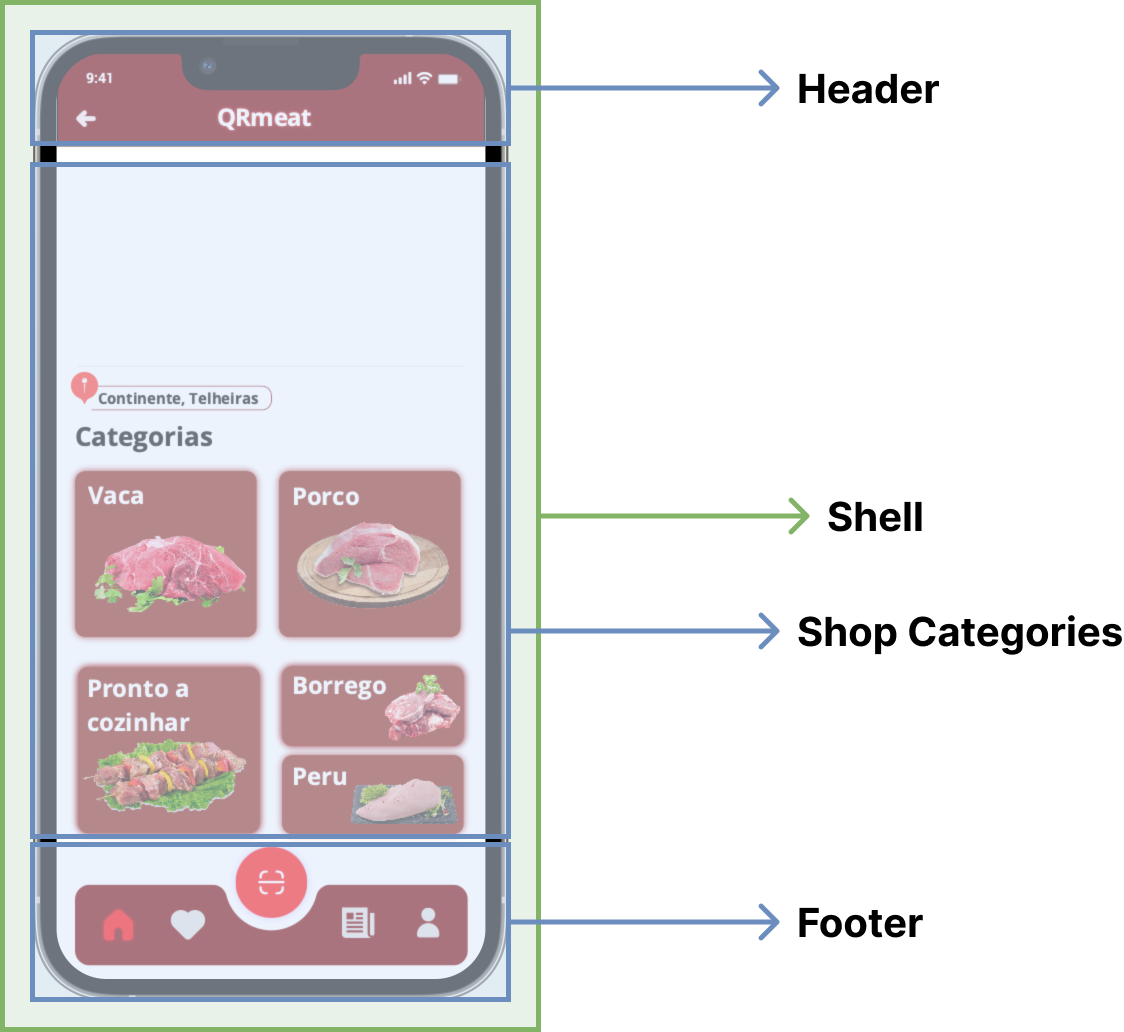 9:41
QRmeat
Header
Continente, Telheiras
Categorias
Vaca
Porco
Shell
Shop Categories
Pronto a
cozinhar
Borrego
Peru
Footer